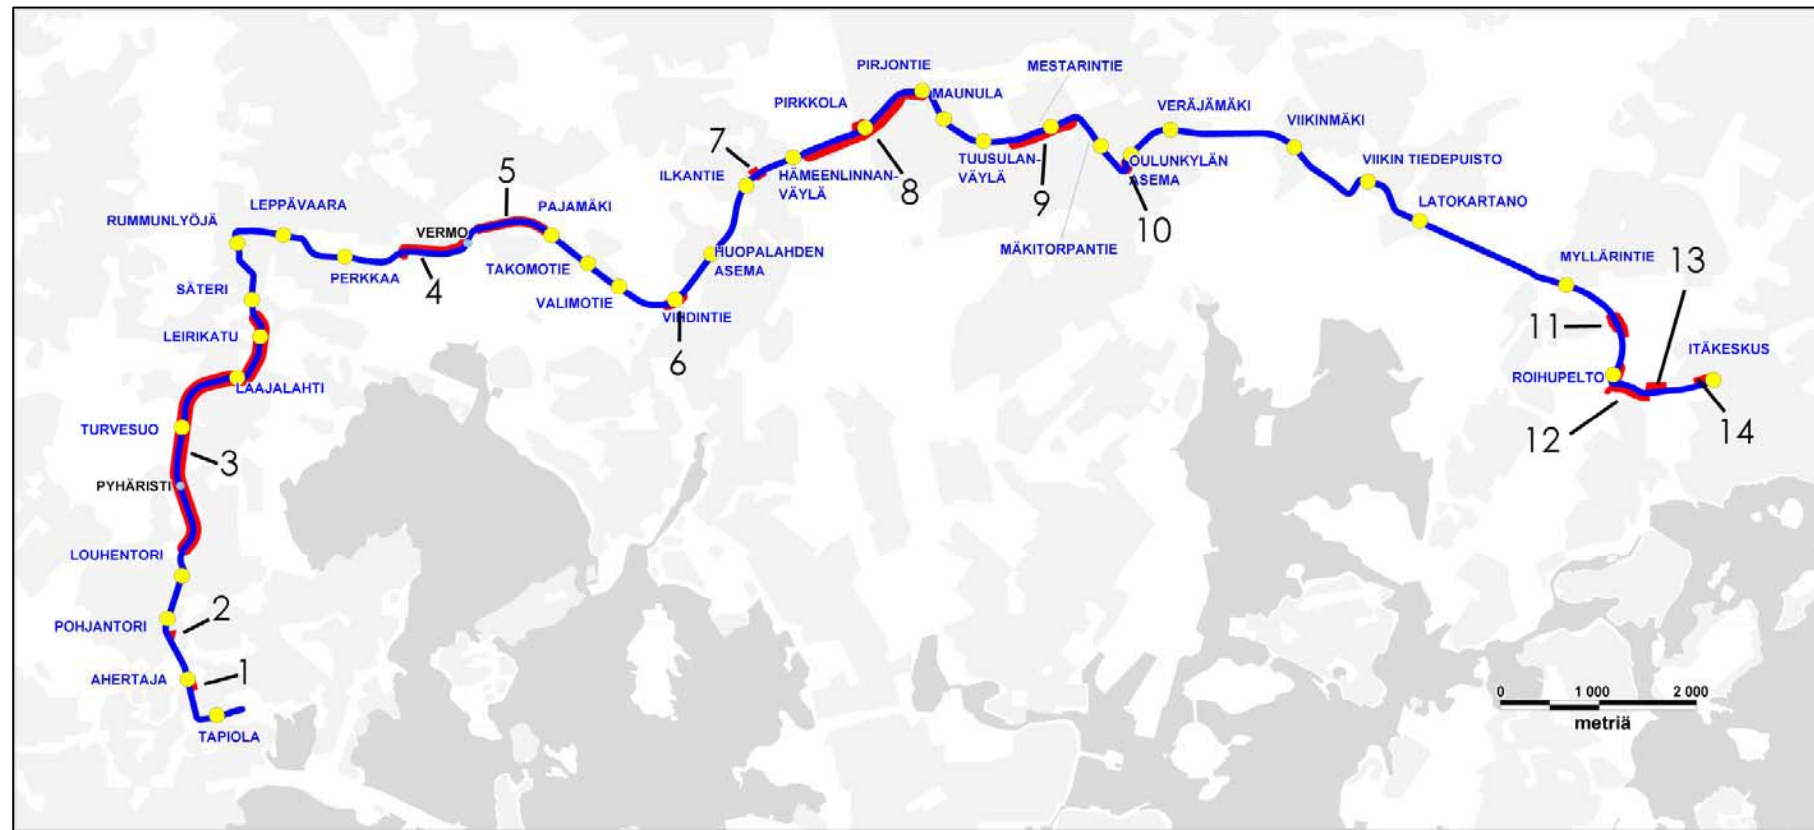 PIRJONTIE
MESTARINTIE
MAUNULA
PIRKKOLA
VERÄJÄMÄKI
VIIKINMÄKI
7
ILKANTIE
HÄMEENLINNAN-
VÄYLÄ
8
TUUSULAN-
VÄYLÄ
9
OULUNKYLÄN
ASEMA
10
VIIKIN TIEDEPUISTO
LATOKARTANO
5
LEPPÄVAARA
RUMMUNLYÖJÄ
VERMO
PAJAMÄKI
MÄKITORPANTIE
HUOPALAHDEN
ASEMA
MYLLÄRINTIE
13
PERKKAA
4
TAKOMOTIE
SÄTERI
VALIMOTIE
VIHDINTIE
6
11
LEIRIKATU
ITÄKESKUS
ROIHUPELTO
LAAJALAHTI
TURVESUO
3
12
14
PYHÄRISTI
LOUHENTORI
2
POHJANTORI
1
AHERTAJA
TAPIOLA
0 1 000 2 000
metriä